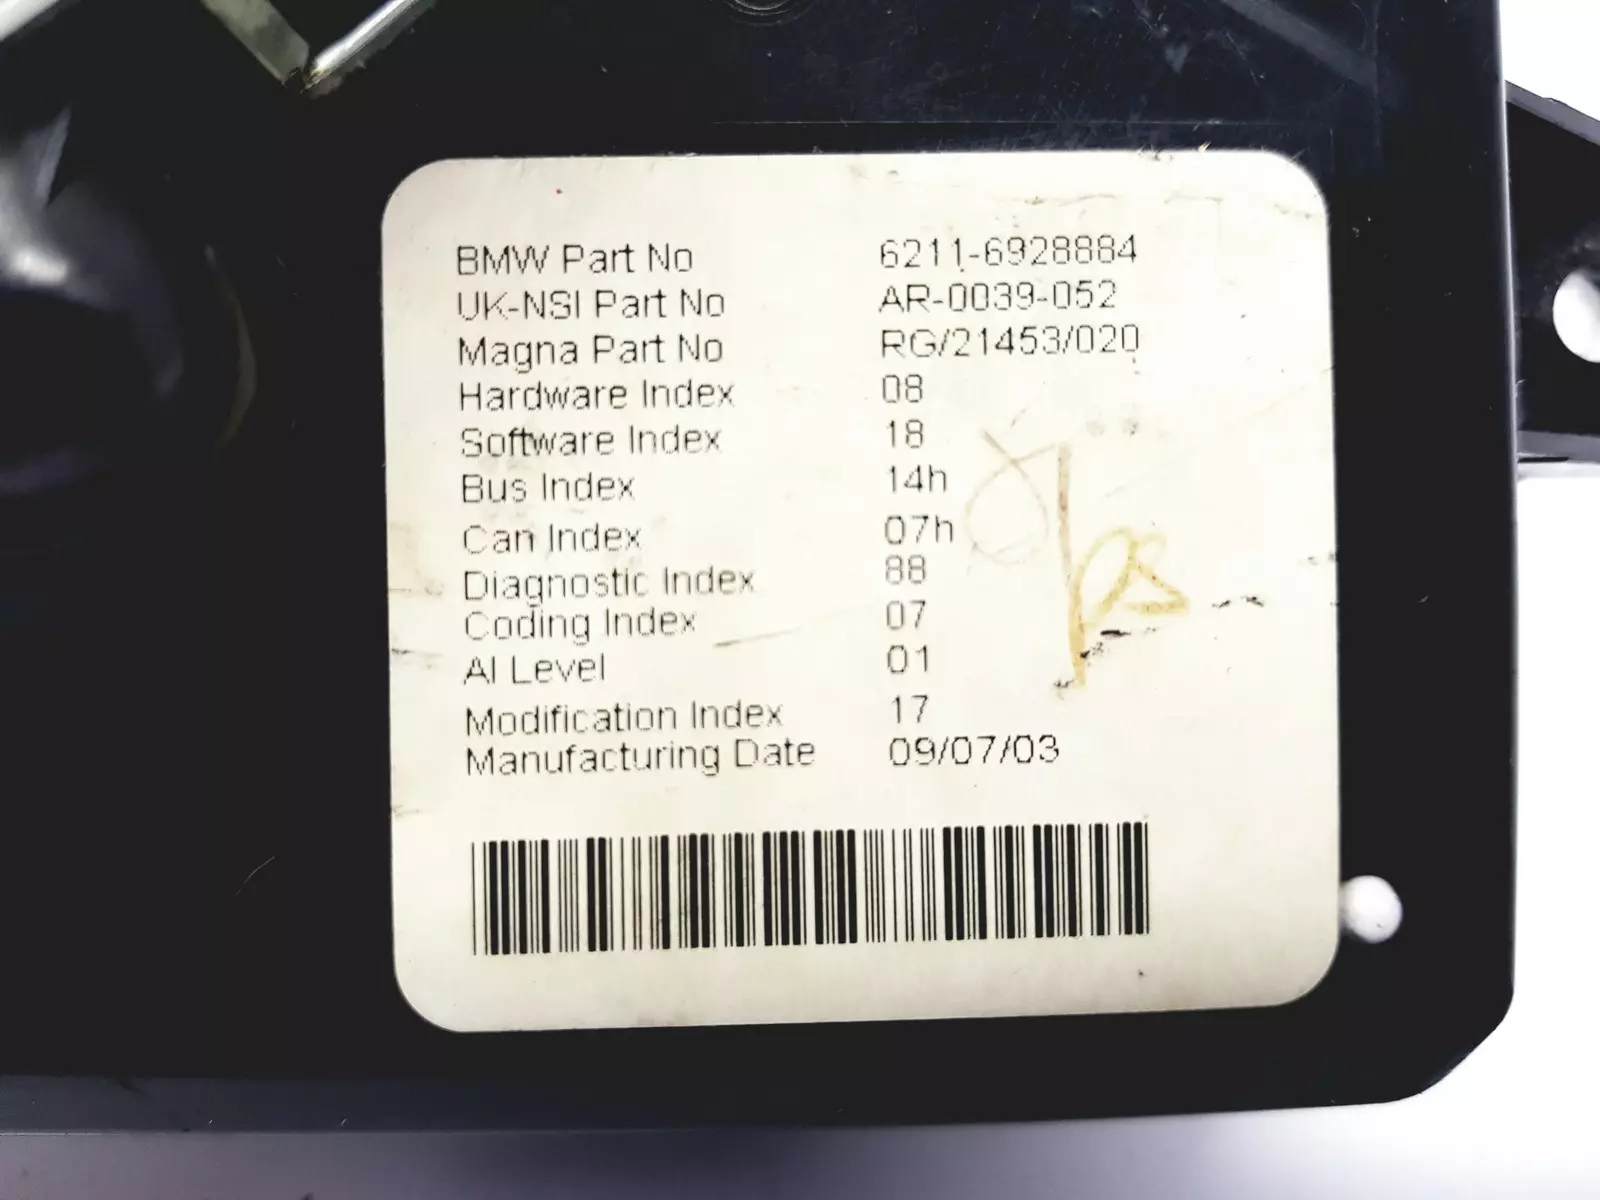 BMW Part No 6211-6928884
UK-NSI Part No AR-0039-052
Magna Part No RG/21453/020
Hardware Index 08
Software Index 18
Bus Index 14h
Can Index 07h
Diagnostic Index 88
Coding Index 07
AI Level 01
Modification Index 17
Manufacturing Date 09/07/03